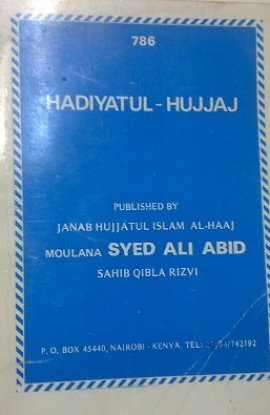 786
HADIYATUL - HUJJAJ
PUBLISHED BY
JANAB HUJJATUL ISLAM AL-HAAJ
MOULANA SYED ALI ABID
SAHIB QIBLA RIZVI
P. O. BOX 45440, NAIROBI - KENYA. TEL: /742192